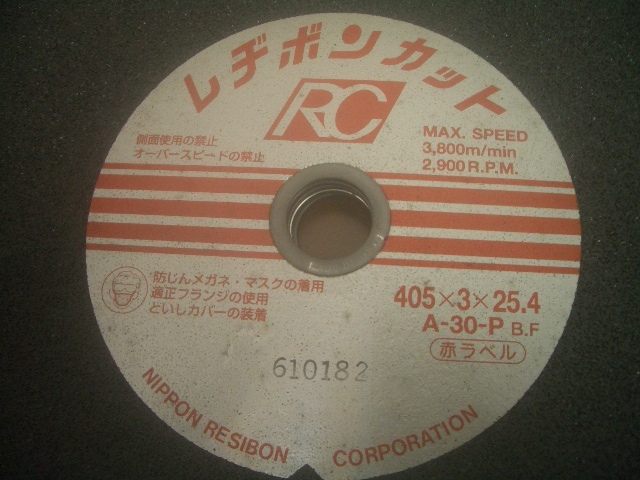 レヂボンカット
RC
側面使用の禁止
オーバースピードの禁止
MAX. SPEED
3,800m/min
2,900 R.P.M.
防じんメガネ・マスクの着用
適正フランジの使用
といしカバーの装着
405×3×25.4
A-30-P B.F
赤ラベル
610182
NIPPON RESIBON CORPORATION